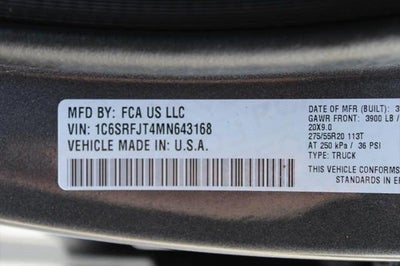 MFD BY: FCA US LLC
VIN: 1C6SRFJT4MN643168
VEHICLE MADE IN: U.S.A.
DATE OF MFR (BUILT): 3
GAWR FRONT: 3900 LB
20X9.0
275/55R20 113T
AT 250 kPa / 36 PSI
TYPE: TRUCK
THIS VEHICLE CONFORMS
STANDARDS IN E